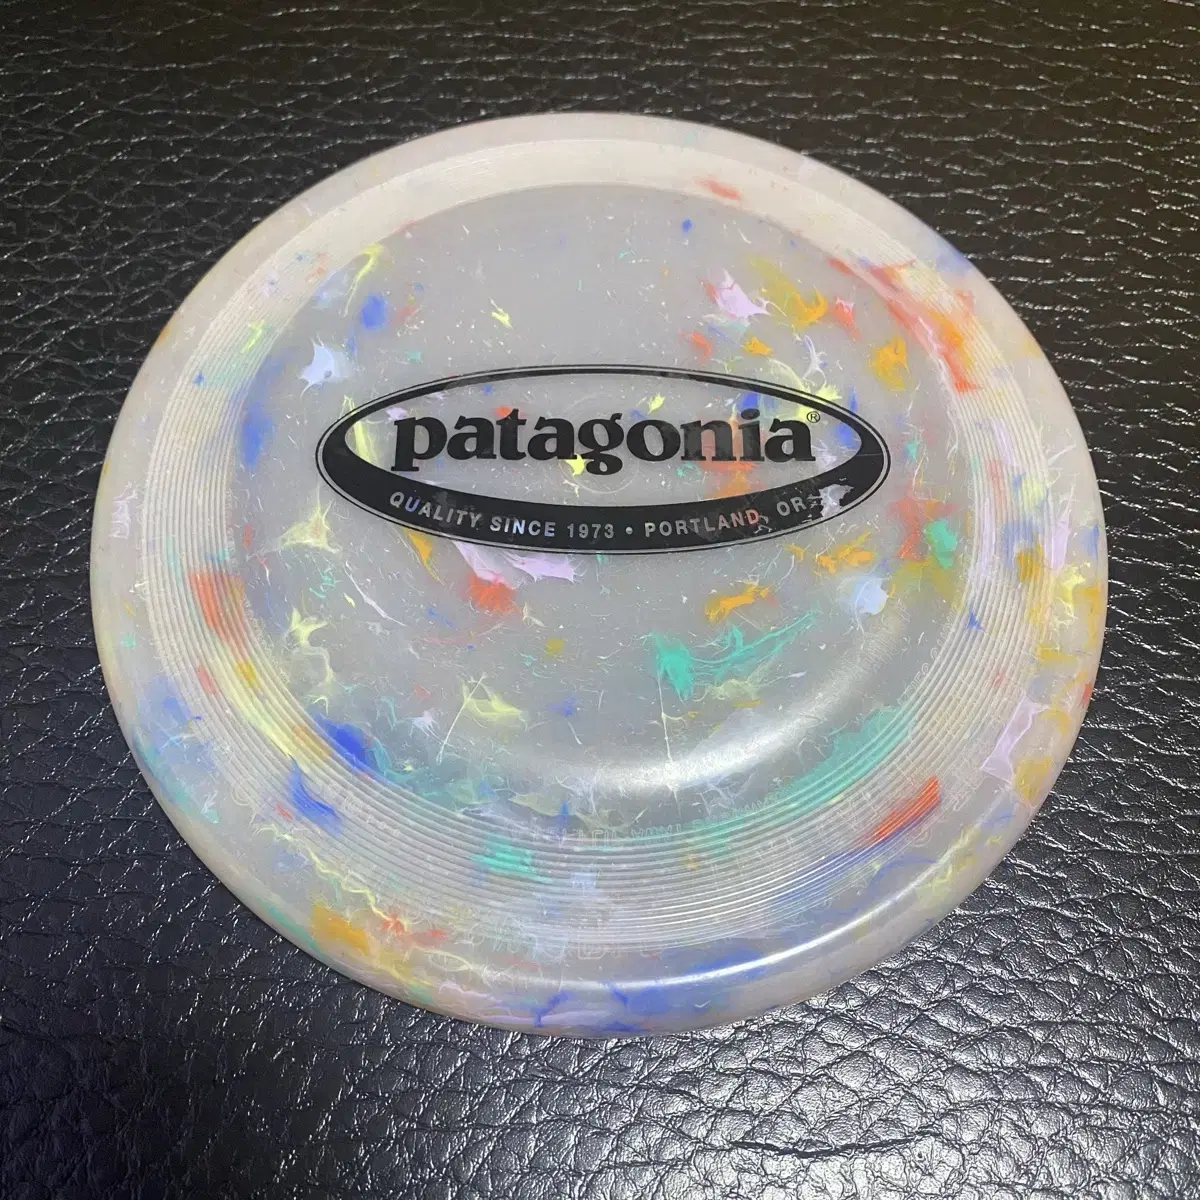 patagonia®
QUALITY SINCE 1973 • PORTLAND, OR